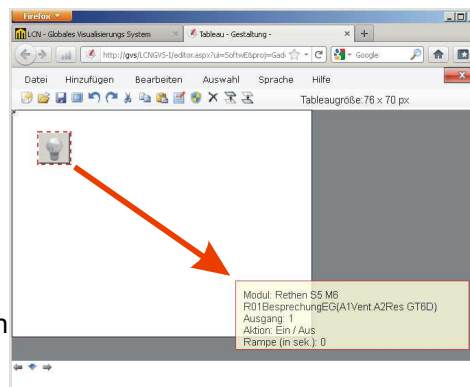 Firefox
LCN - Globales Visualisierungs System
Tableau - Gestaltung -
http://gvs/LCNGVS-I/editor.aspx?ui=SoftwE6proj=Gad
Google
Datei Hinzufügen Bearbeiten Auswahl Sprache Hilfe
Tableaugröße: 76 x 70 px
Modul: Rethen S5 M6
R01BesprechungEG(A1Vent.A2Res GT6D)
Ausgang: 1
Aktion: Ein / Aus
Rampe (in sek.): 0
n